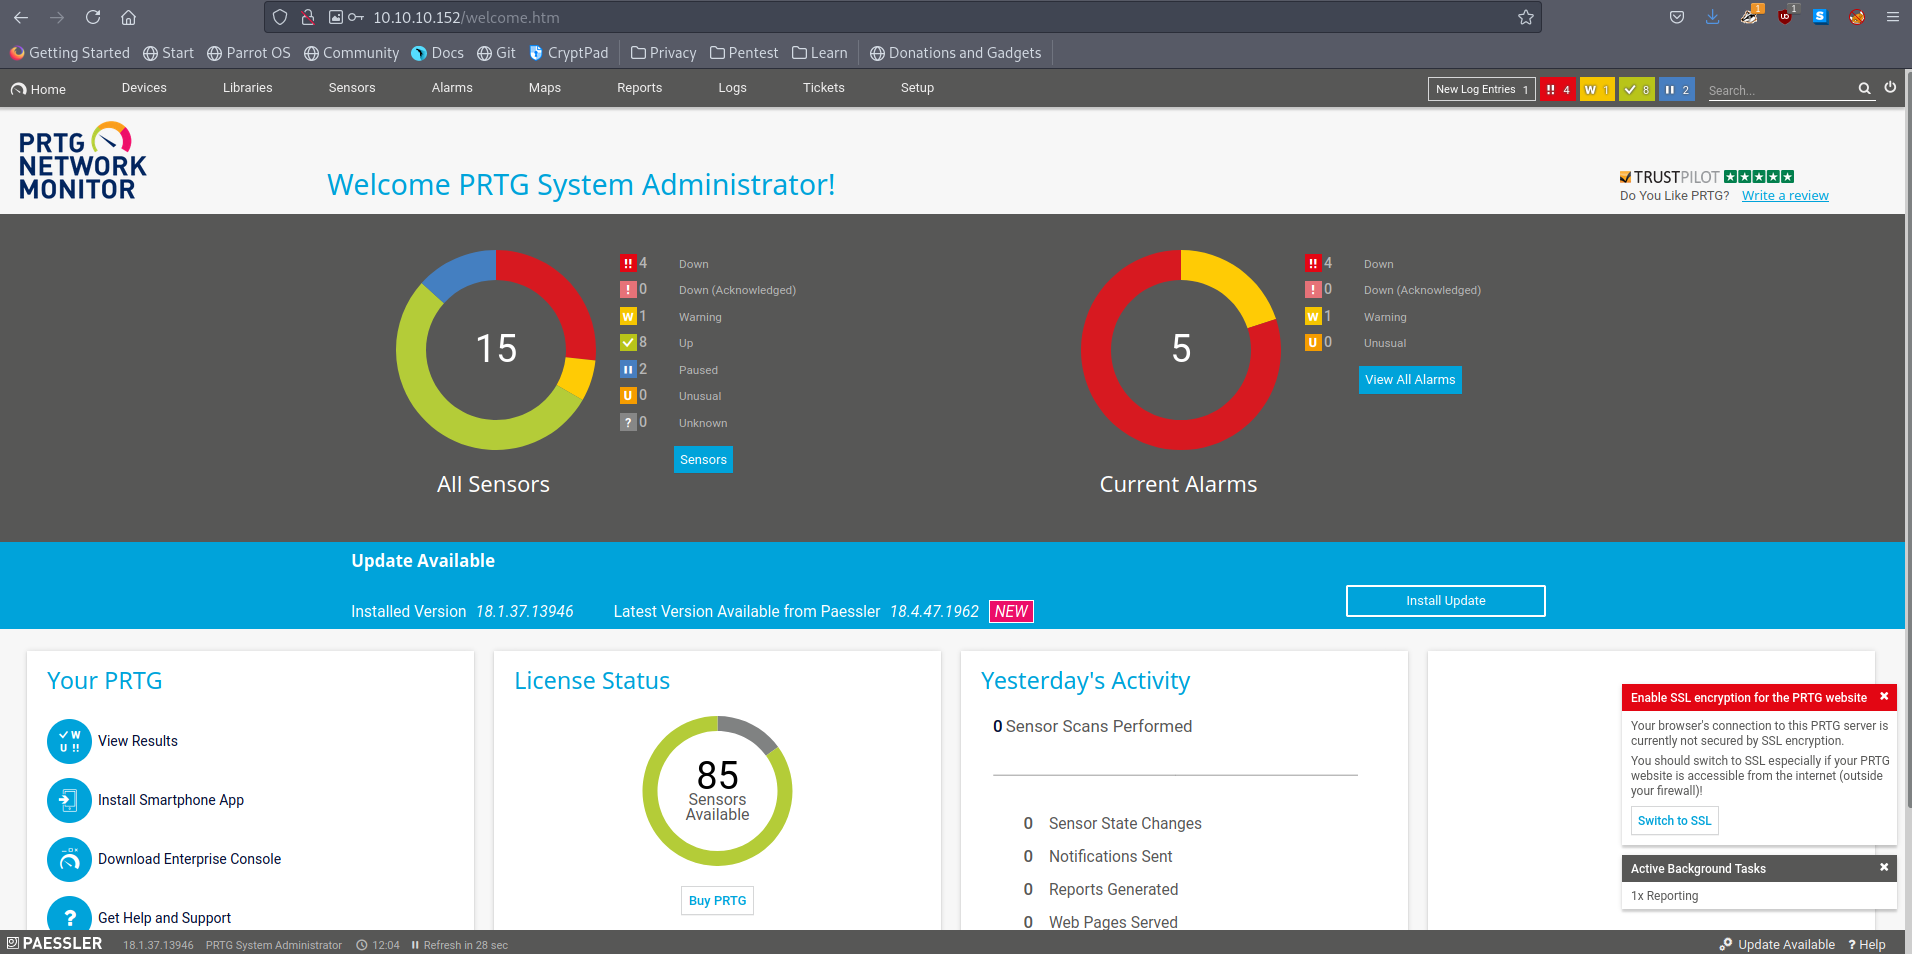 10.10.10.152/welcome.htm
Getting Started Start Parrot OS Community Docs Git CryptPad Privacy Pentest Learn Donations and Gadgets
Home Devices Libraries Sensors Alarms Maps Reports Logs Tickets Setup New Log Entries 1 !! 4 W 1 8 2 Search...
PRTG
NETWORK
MONITOR
Welcome PRTG System Administrator!
TRUSTPILOT
Do You Like PRTG? Write a review
15
!! 4 Down
! 0 Down (Acknowledged)
W 1 Warning
8 Up
2 Paused
U 0 Unusual
? 0 Unknown
Sensors
All Sensors
5
!! 4 Down
! 0 Down (Acknowledged)
W 1 Warning
U 0 Unusual
View All Alarms
Current Alarms
Update Available
Installed Version 18.1.37.13946 Latest Version Available from Paessler 18.4.47.1962 NEW
Install Update
Your PRTG
View Results
Install Smartphone App
Download Enterprise Console
Get Help and Support
License Status
85
Sensors
Available
Buy PRTG
Yesterday's Activity
0 Sensor Scans Performed
0 Sensor State Changes
0 Notifications Sent
0 Reports Generated
0 Web Pages Served
Enable SSL encryption for the PRTG website
Your browser's connection to this PRTG server is
currently not secured by SSL encryption.
You should switch to SSL especially if your PRTG
website is accessible from the internet (outside
your firewall)!
Switch to SSL
Active Background Tasks
1x Reporting
PAESSLER 18.1.37.13946 PRTG System Administrator 12:04 Refresh in 28 sec Update Available ? Help